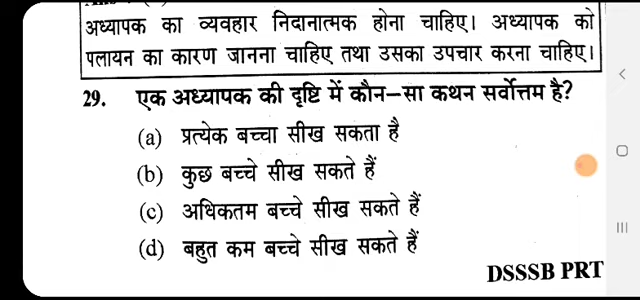 अध्यापक का व्यवहार निदानात्मक होना चाहिए। अध्यापक को
पलायन का कारण जानना चाहिए तथा उसका उपचार करना चाहिए।
29. एक अध्यापक की दृष्टि में कौन–सा कथन सर्वोत्तम है?
(a) प्रत्येक बच्चा सीख सकता है
(b) कुछ बच्चे सीख सकते हैं
(c) अधिकतम बच्चे सीख सकते हैं
(d) बहुत कम बच्चे सीख सकते हैं
DSSSB PRT